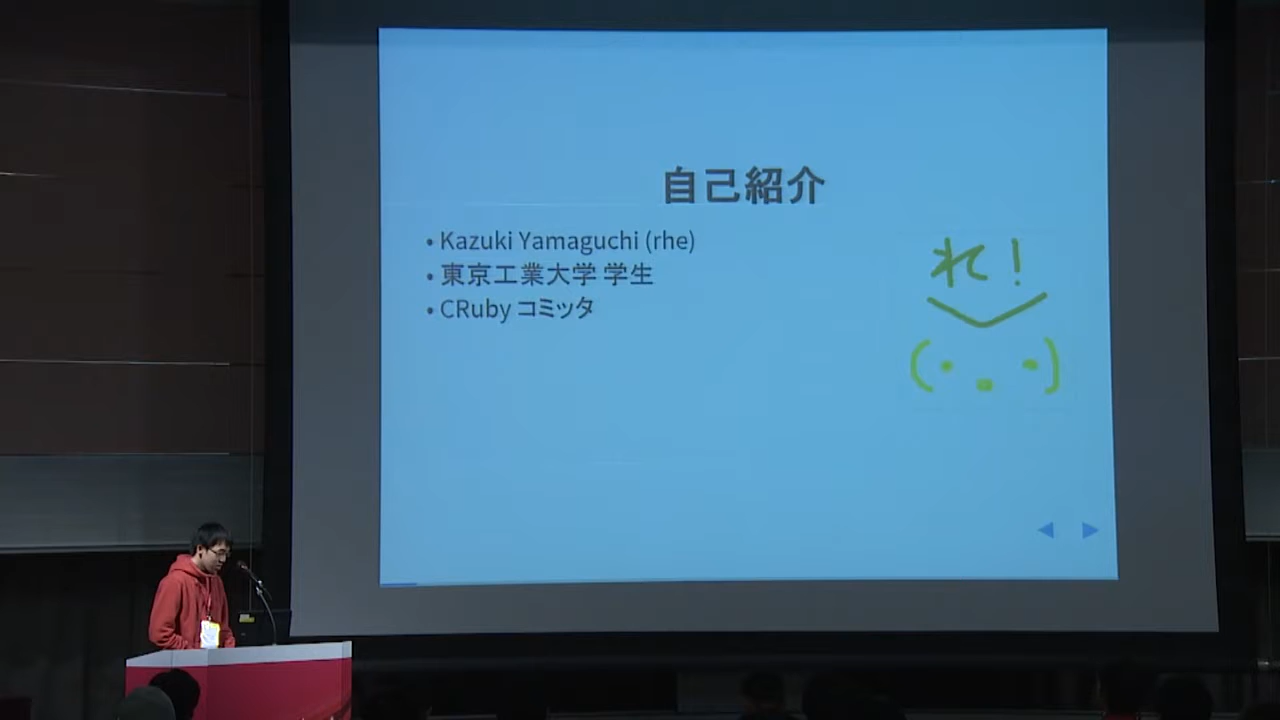 自己紹介
• Kazuki Yamaguchi (rhe)
• 東京工業大学 学生
• CRuby コミッタ
れ！
(・.・)